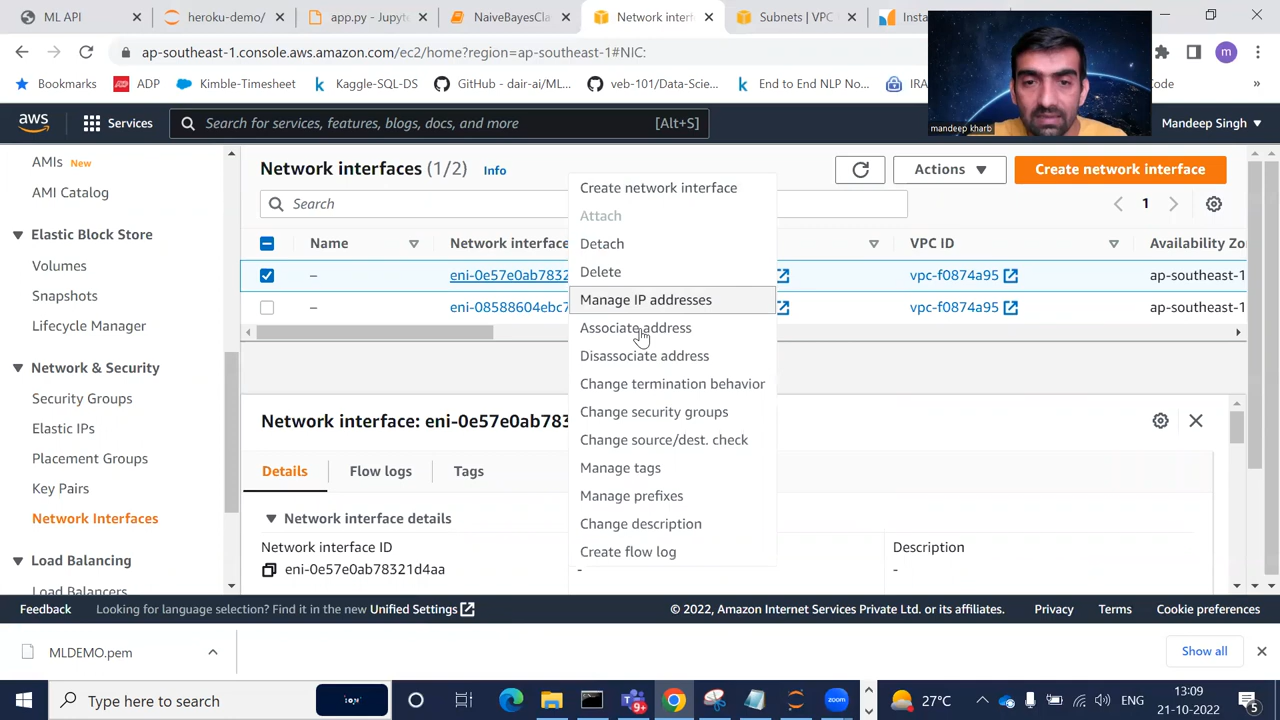 ML API
heroku-demo/
app.py - Jupyte
NaiveBayesCla
Network interf
Subnets | VPC
Insta
ap-southeast-1.console.aws.amazon.com/ec2/home?region=ap-southeast-1#NIC:
m
Bookmarks
ADP
Kimble-Timesheet
Kaggle-SQL-DS
GitHub - dair-ai/ML...
veb-101/Data-Scie...
End to End NLP No...
IRA
Code
»
mandeep kharb
aws
Services
Search for services, features, blogs, docs, and more
[Alt+S]
Mandeep Singh
AMIs New
AMI Catalog
Elastic Block Store
Volumes
Snapshots
Lifecycle Manager
Network & Security
Security Groups
Elastic IPs
Placement Groups
Key Pairs
Network Interfaces
Load Balancing
Load Balancers
Network interfaces (1/2) Info
Actions
Create network interface
Search
1
Name
Network interface
VPC ID
Availability Zo
– eni-0e57e0ab7832 vpc-f0874a95 ap-southeast-1
– eni-08588604ebc7 vpc-f0874a95 ap-southeast-1
Create network interface
Attach
Detach
Delete
Manage IP addresses
Associate address
Disassociate address
Change termination behavior
Change security groups
Change source/dest. check
Manage tags
Manage prefixes
Change description
Create flow log
Network interface: eni-0e57e0ab783
Details
Flow logs
Tags
Network interface details
Network interface ID
eni-0e57e0ab78321d4aa
-
Description
-
Feedback
Looking for language selection? Find it in the new Unified Settings
© 2022, Amazon Internet Services Private Ltd. or its affiliates.
Privacy
Terms
Cookie preferences
MLDEMO.pem
Show all
Type here to search
9+
zoom
27°C
ENG
13:09
21-10-2022
5